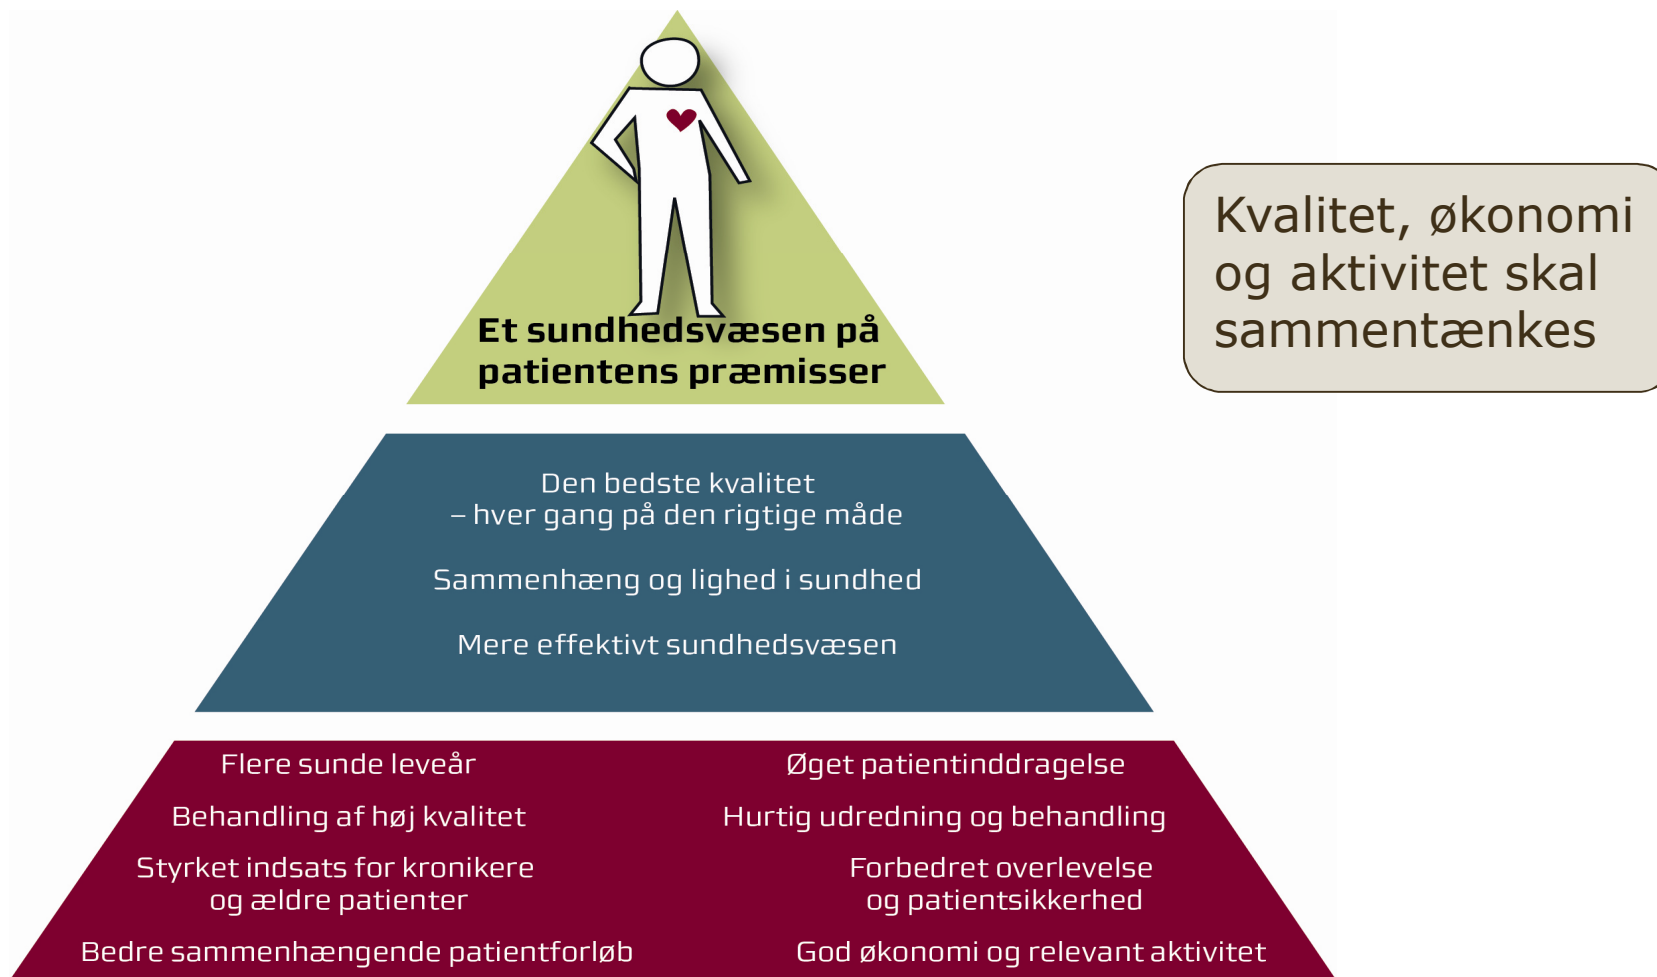 Et sundhedsvæsen på
patientens præmisser
Kvalitet, økonomi
og aktivitet skal
sammentænkes
Den bedste kvalitet
– hver gang på den rigtige måde
Sammenhæng og lighed i sundhed
Mere effektivt sundhedsvæsen
Flere sunde leveår
Behandling af høj kvalitet
Styrket indsats for kronikere
og ældre patienter
Bedre sammenhængende patientforløb
Øget patientinddragelse
Hurtig udredning og behandling
Forbedret overlevelse
og patientsikkerhed
God økonomi og relevant aktivitet